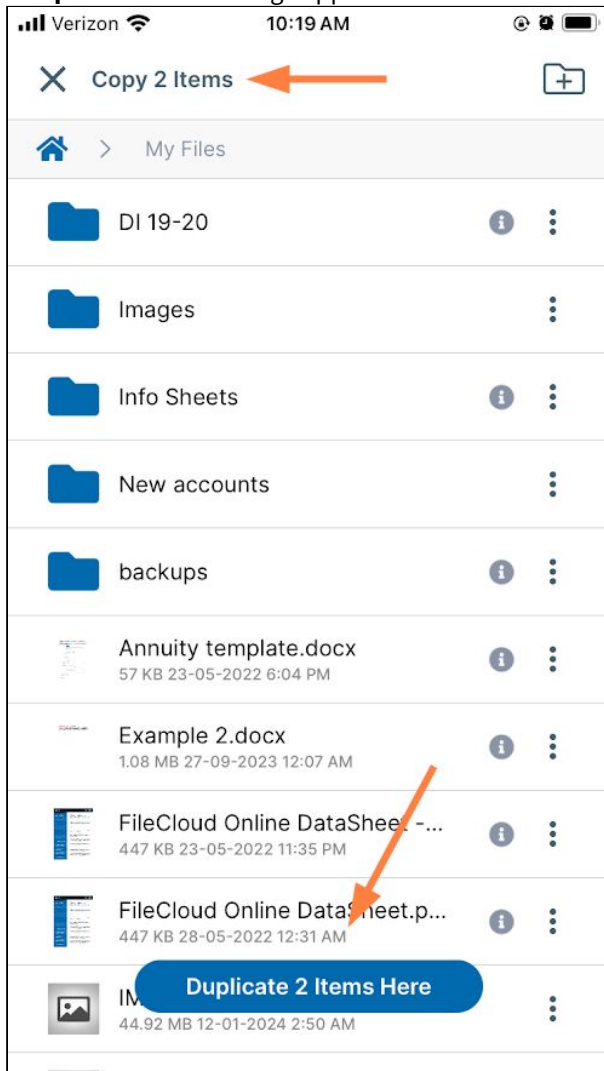 Verizon 10:19 AM
Copy 2 Items
My Files
DI 19-20
Images
Info Sheets
New accounts
backups
Annuity template.docx
57 KB 23-05-2022 6:04 PM
Example 2.docx
1.08 MB 27-09-2023 12:07 AM
FileCloud Online DataSheet -...
447 KB 23-05-2022 11:35 PM
FileCloud Online DataSheet.p...
447 KB 28-05-2022 12:31 AM
Duplicate 2 Items Here
44.92 MB 12-01-2024 2:50 AM